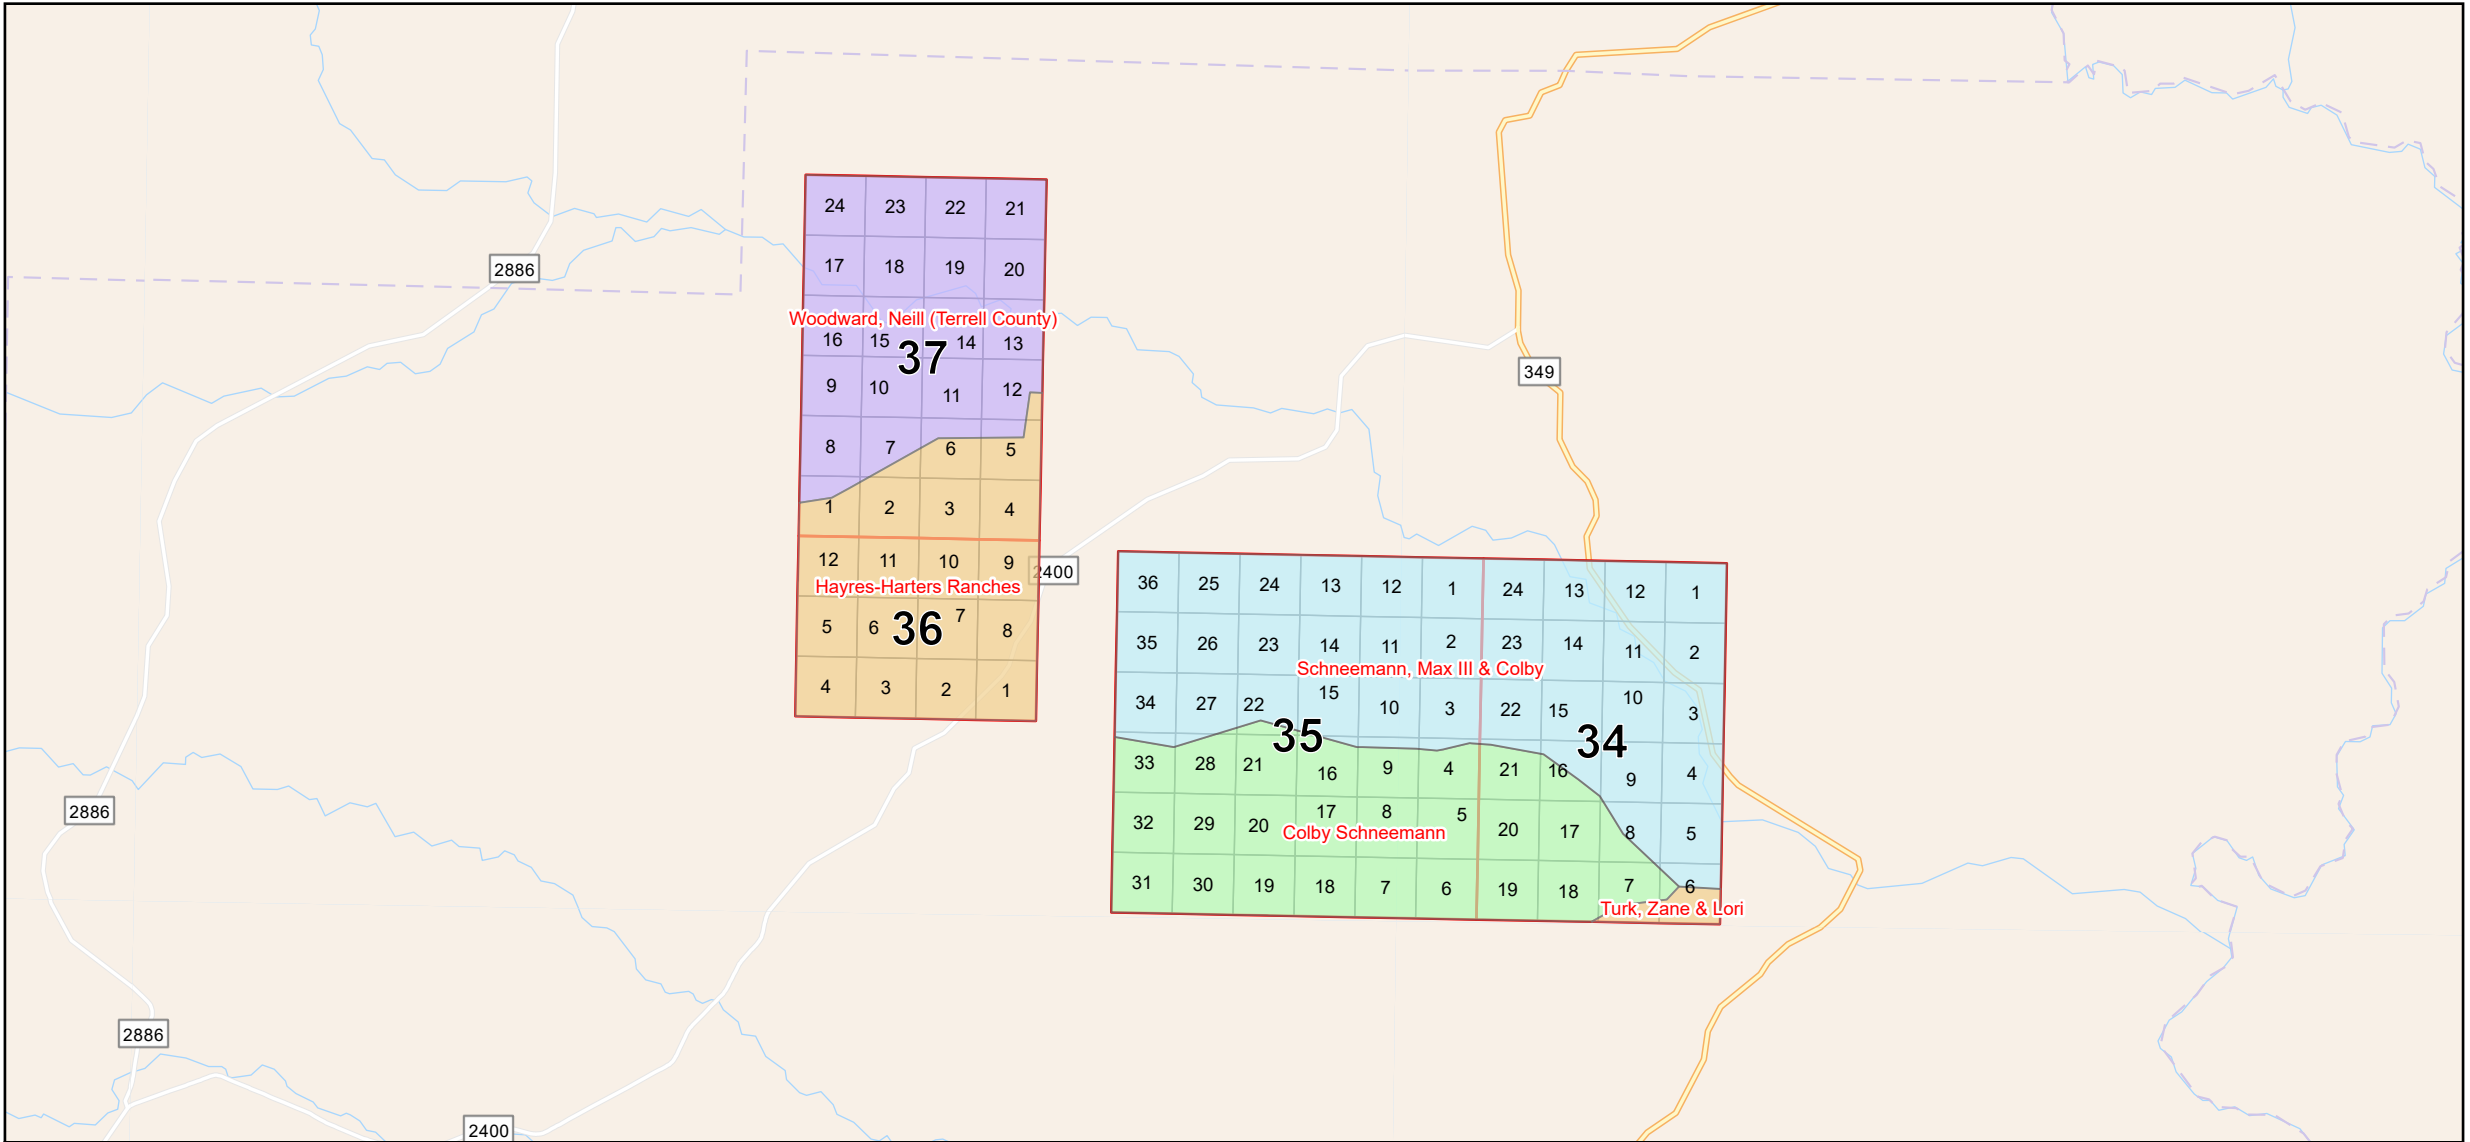 24 23 22 21
2886
17 18 19 20
Woodward, Neill (Terrell County)
16 15 14 13
37
349
9 10 11 12
8 7 6 5
1 2 3 4
12 11 10 9
2400
Hayres-Harters Ranches
5 6 7 8
36
4 3 2 1
36 25 24 13 12 1 24 13 12 1
35 26 23 14 11 2 23 14 11 2
Schneemann, Max III & Colby
34 27 22 15 10 3 22 15 10 3
35 34
33 28 21 16 9 4 21 16 9 4
2886
32 29 20 17 8 5 20 17 8 5
Colby Schneemann
31 30 19 18 7 6 19 18 7 6
Turk, Zane & Lori
2886
2400